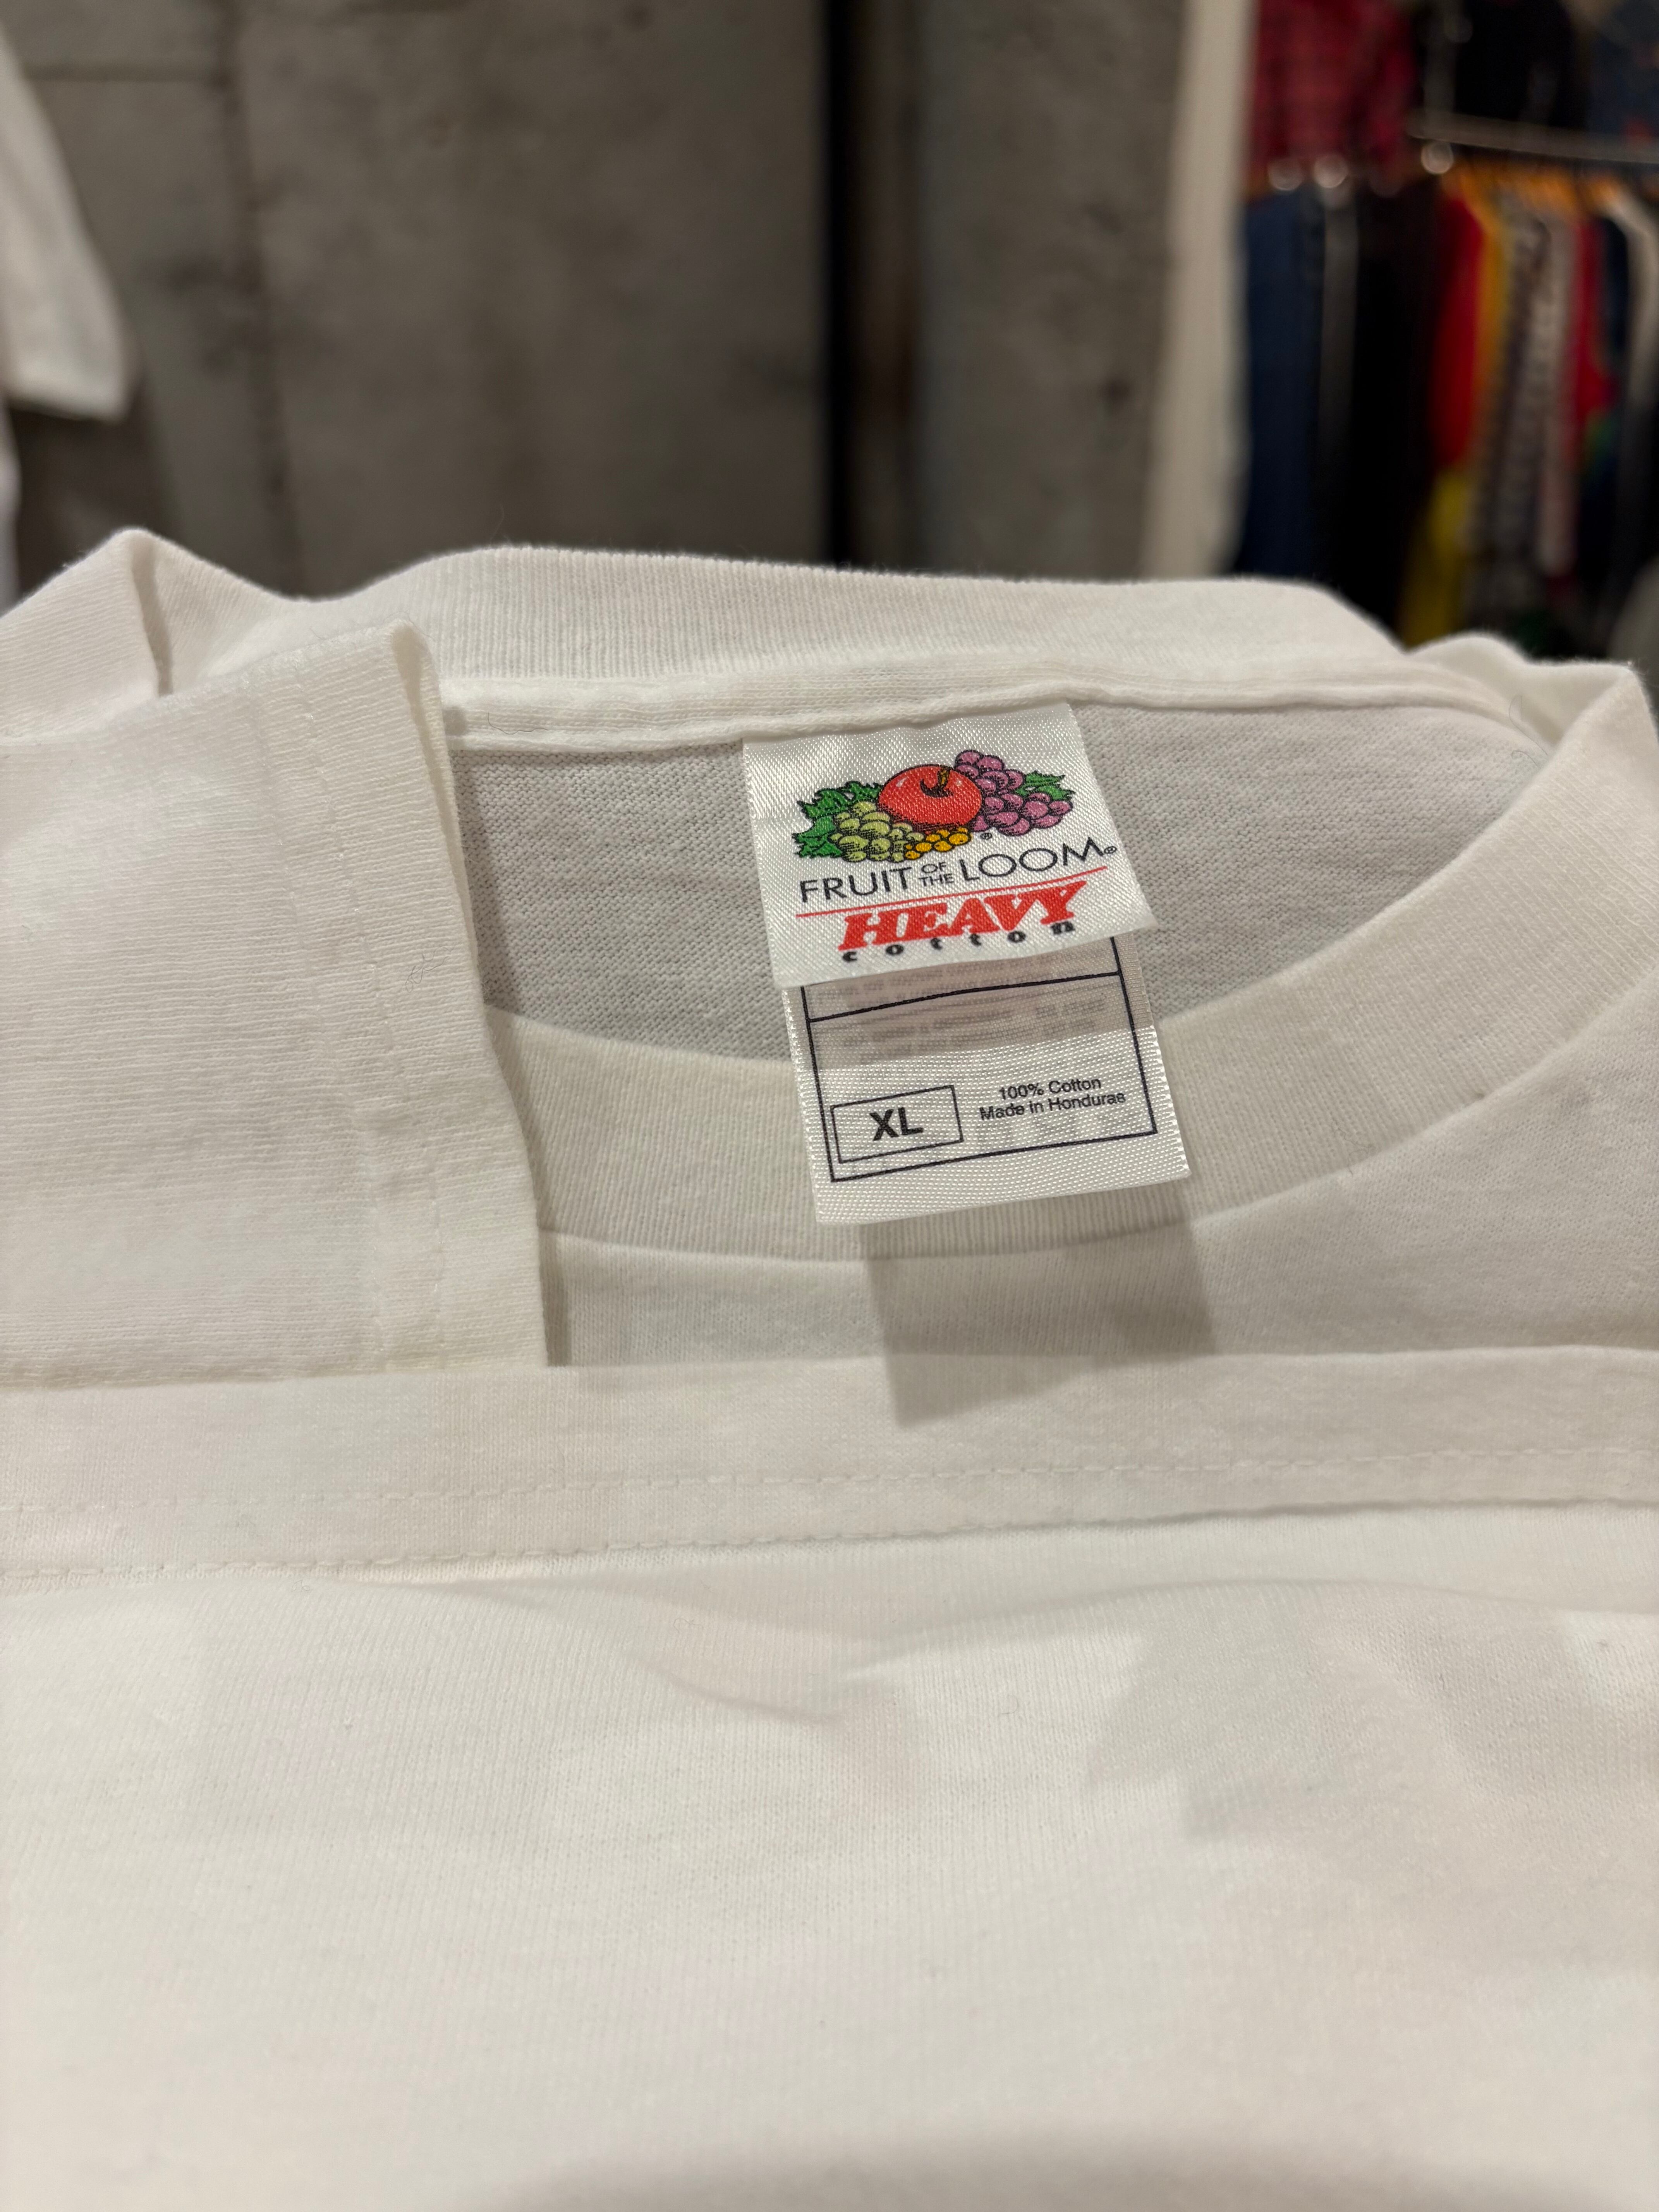 FRUIT OF THE LOOM®
HEAVY
cotton
XL
100% Cotton
Made in Honduras